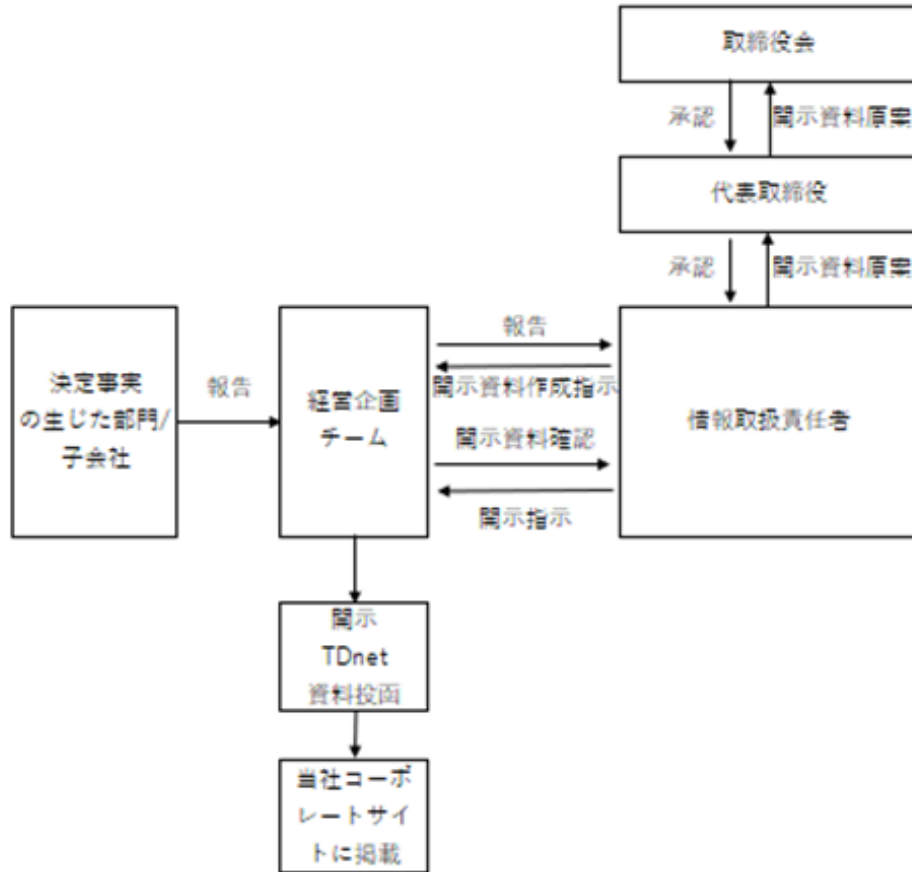 取締役会
承認
開示資料原案
代表取締役
承認
開示資料原案
決定事実
の生じた部門/
子会社
報告
経営企画
チーム
報告
開示資料作成指示
開示資料確認
開示指示
情報取扱責任者
開示
TDnet
資料投函
当社コーポ
レートサイ
トに掲載